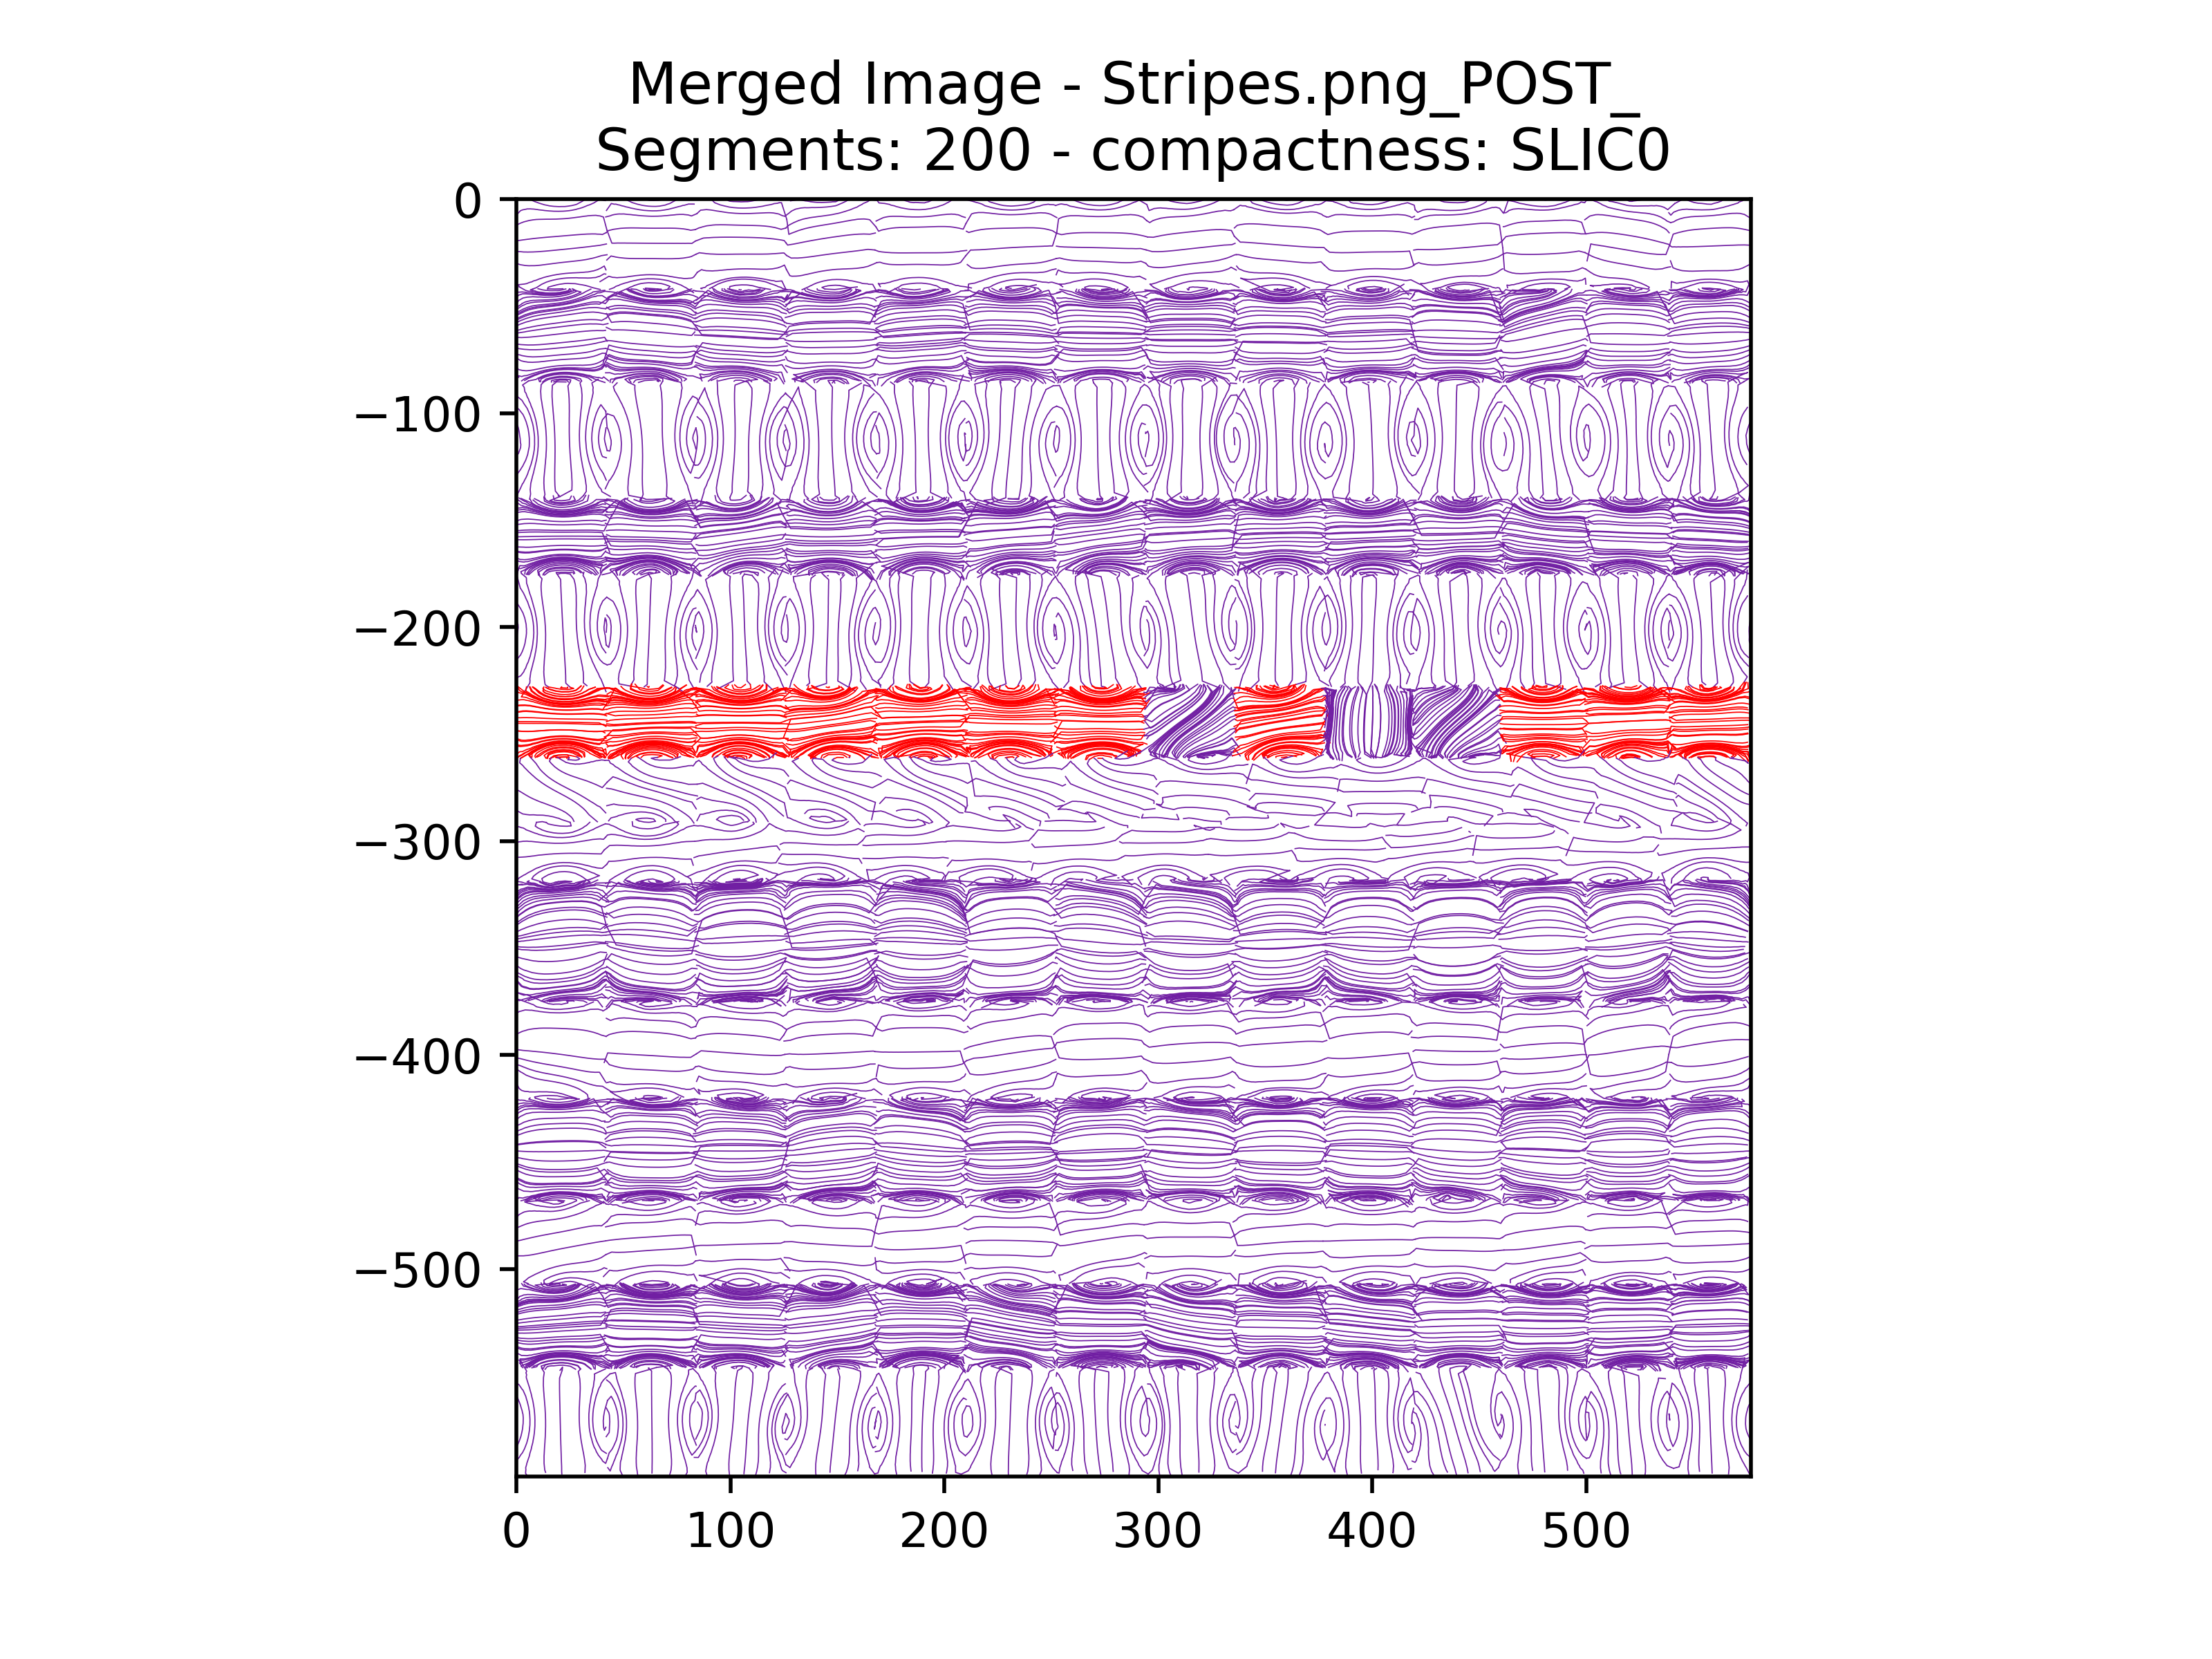 Merged Image - Stripes.png_POST_
Segments: 200 - compactness: SLIC0
0
−100
−200
−300
−400
−500
0 100 200 300 400 500